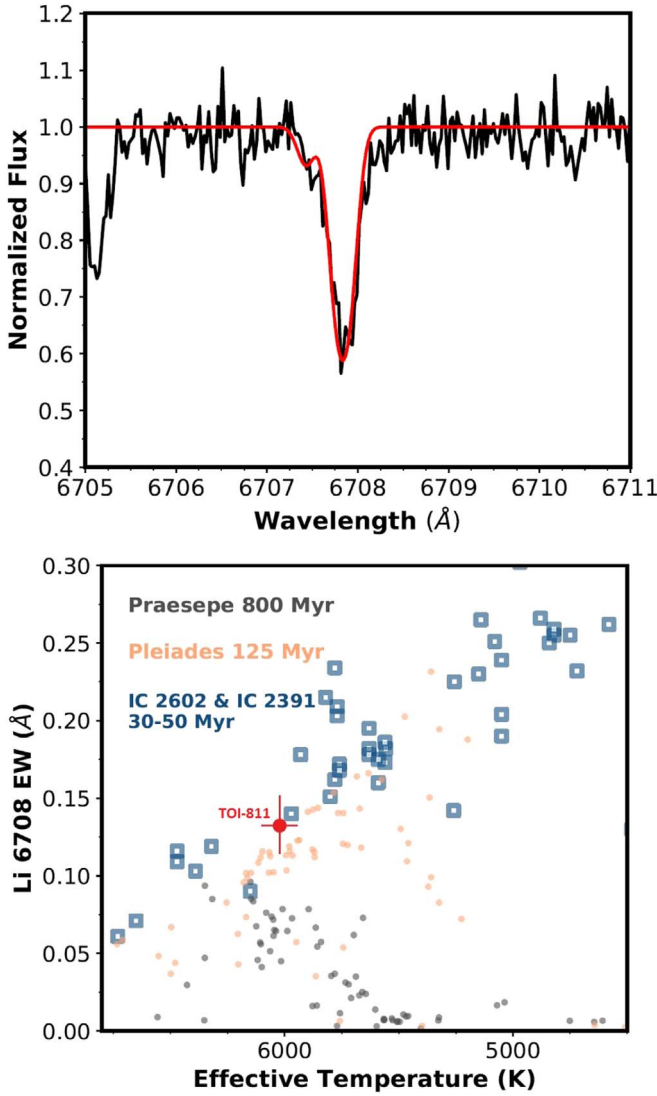 1.2
1.1
1.0
0.9
0.8
0.7
0.6
0.5
0.4
Normalized Flux
6705 6706 6707 6708 6709 6710 6711
Wavelength (Å)
0.30
0.25
0.20
0.15
0.10
0.05
0.00
Li 6708 EW (Å)
Praesepe 800 Myr
Pleiades 125 Myr
IC 2602 & IC 2391
30-50 Myr
TOI-811
6000 5000
Effective Temperature (K)